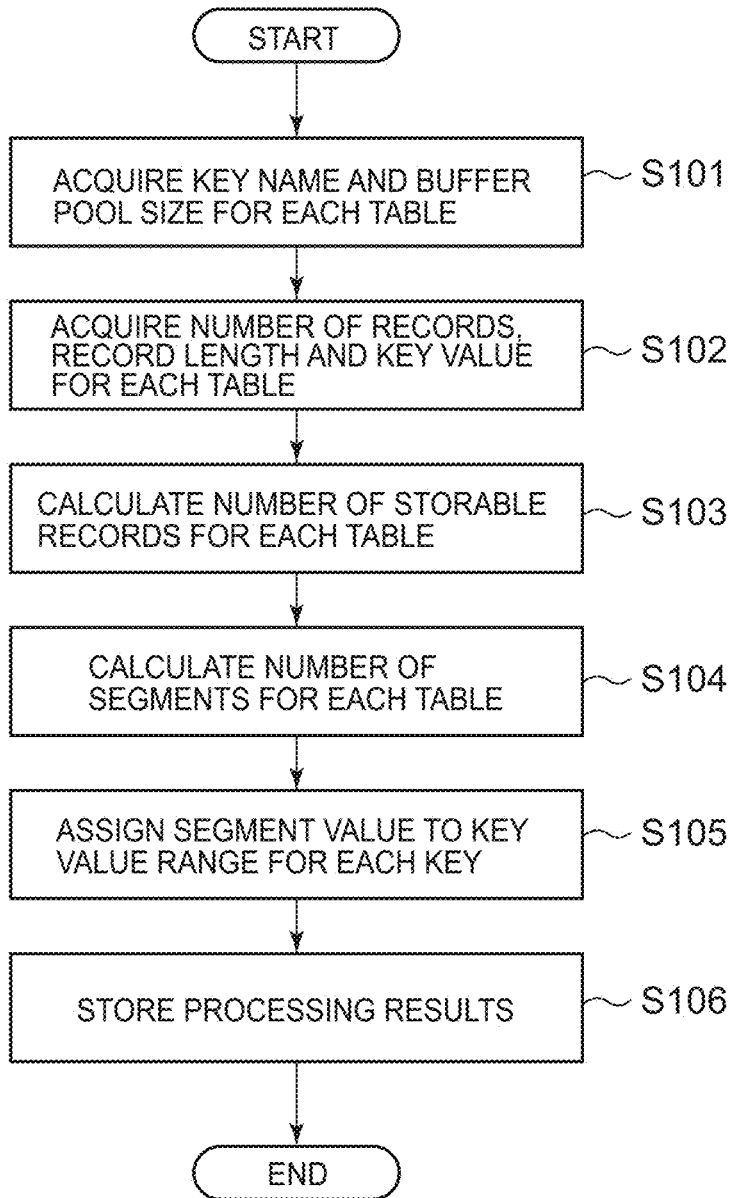 START
ACQUIRE KEY NAME AND BUFFER
POOL SIZE FOR EACH TABLE
S101
ACQUIRE NUMBER OF RECORDS,
RECORD LENGTH AND KEY VALUE
FOR EACH TABLE
S102
CALCULATE NUMBER OF STORABLE
RECORDS FOR EACH TABLE
S103
CALCULATE NUMBER OF
SEGMENTS FOR EACH TABLE
S104
ASSIGN SEGMENT VALUE TO KEY
VALUE RANGE FOR EACH KEY
S105
STORE PROCESSING RESULTS
S106
END